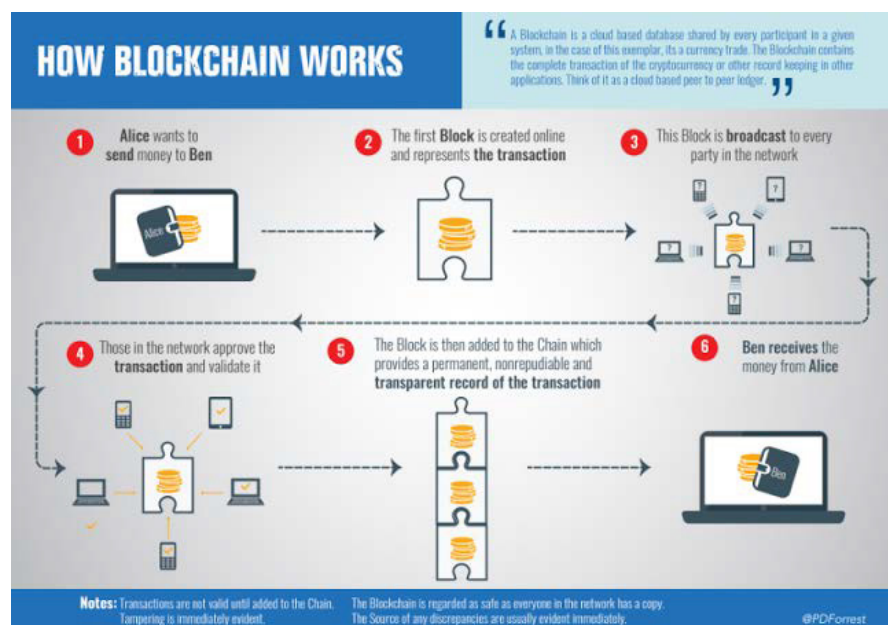 HOW BLOCKCHAIN WORKS
“ A Blockchain is a cloud based database shared by every participant in a given
system, in the case of this exemplar, its a currency trade. The Blockchain contains
the complete transaction of the cryptocurrency or other record keeping in other
applications. Think of it as a cloud based peer to peer ledger. ”
1 Alice wants to
send money to Ben
Alice
2 The first Block is created online
and represents the transaction
3 This Block is broadcast to every
party in the network
?
?
?
?
?
4 Those in the network approve the
transaction and validate it
5 The Block is then added to the Chain which
provides a permanent, nonrepudiable and
transparent record of the transaction
6 Ben receives the
money from Alice
Ben
Notes: Transactions are not valid until added to the Chain.
Tampering is immediately evident.
The Blockchain is regarded as safe as everyone in the network has a copy.
The Source of any discrepancies are usually evident immediately.
@PDForrest